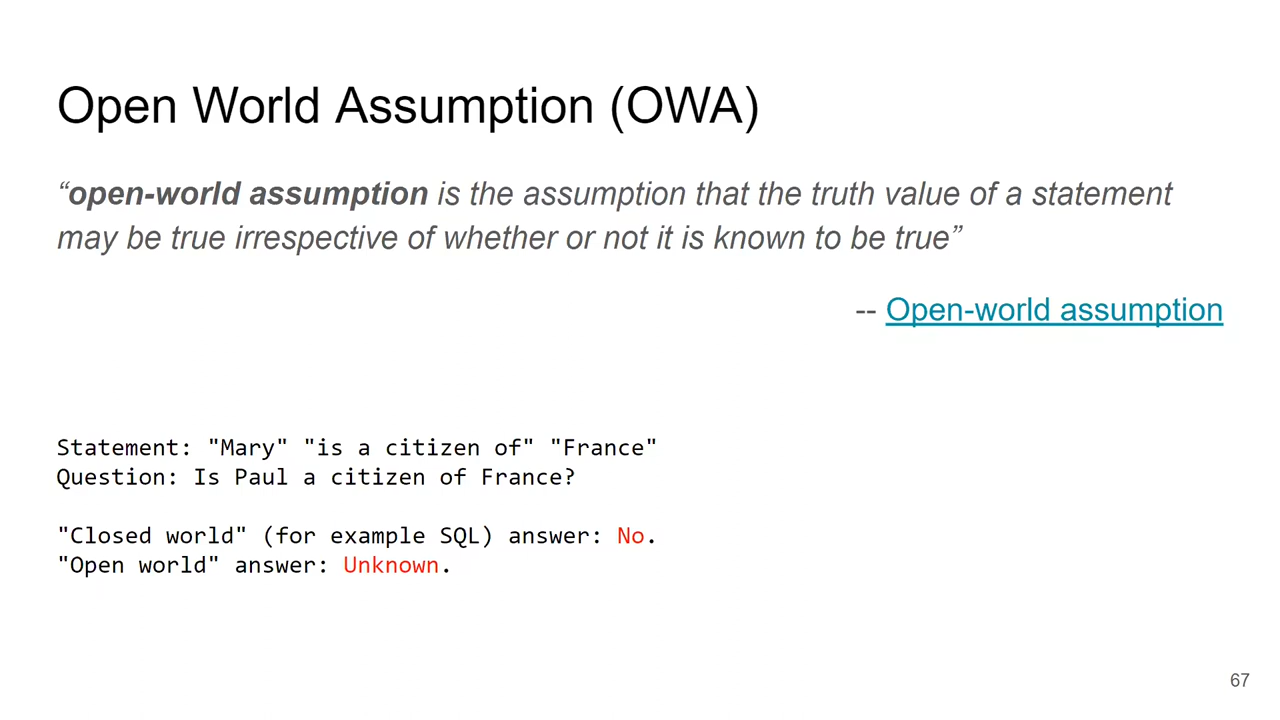 Open World Assumption (OWA)
“open-world assumption is the assumption that the truth value of a statement
may be true irrespective of whether or not it is known to be true”
-- Open-world assumption
Statement: "Mary" "is a citizen of" "France"
Question: Is Paul a citizen of France?
"Closed world" (for example SQL) answer: No.
"Open world" answer: Unknown.
67